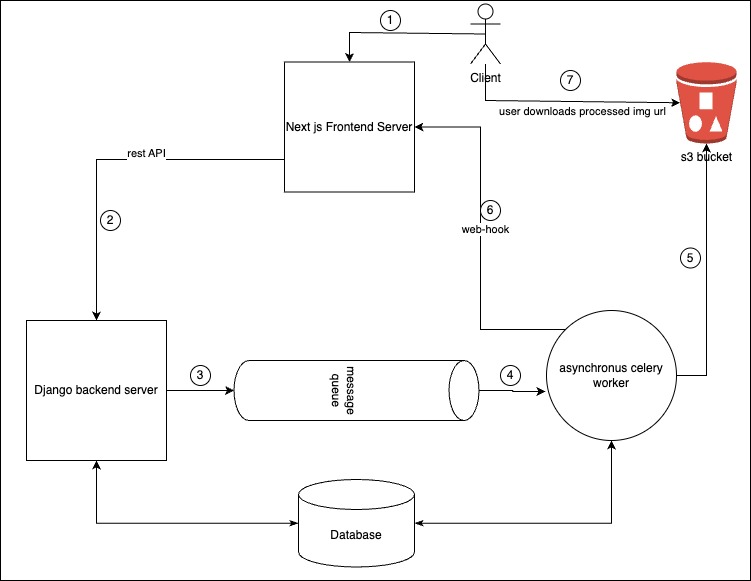 1
Client
7
user downloads processed img url
s3 bucket
Next js Frontend Server
rest API
2
6
web-hook
5
Django backend server
3
message
queue
4
asynchronus celery
worker
Database